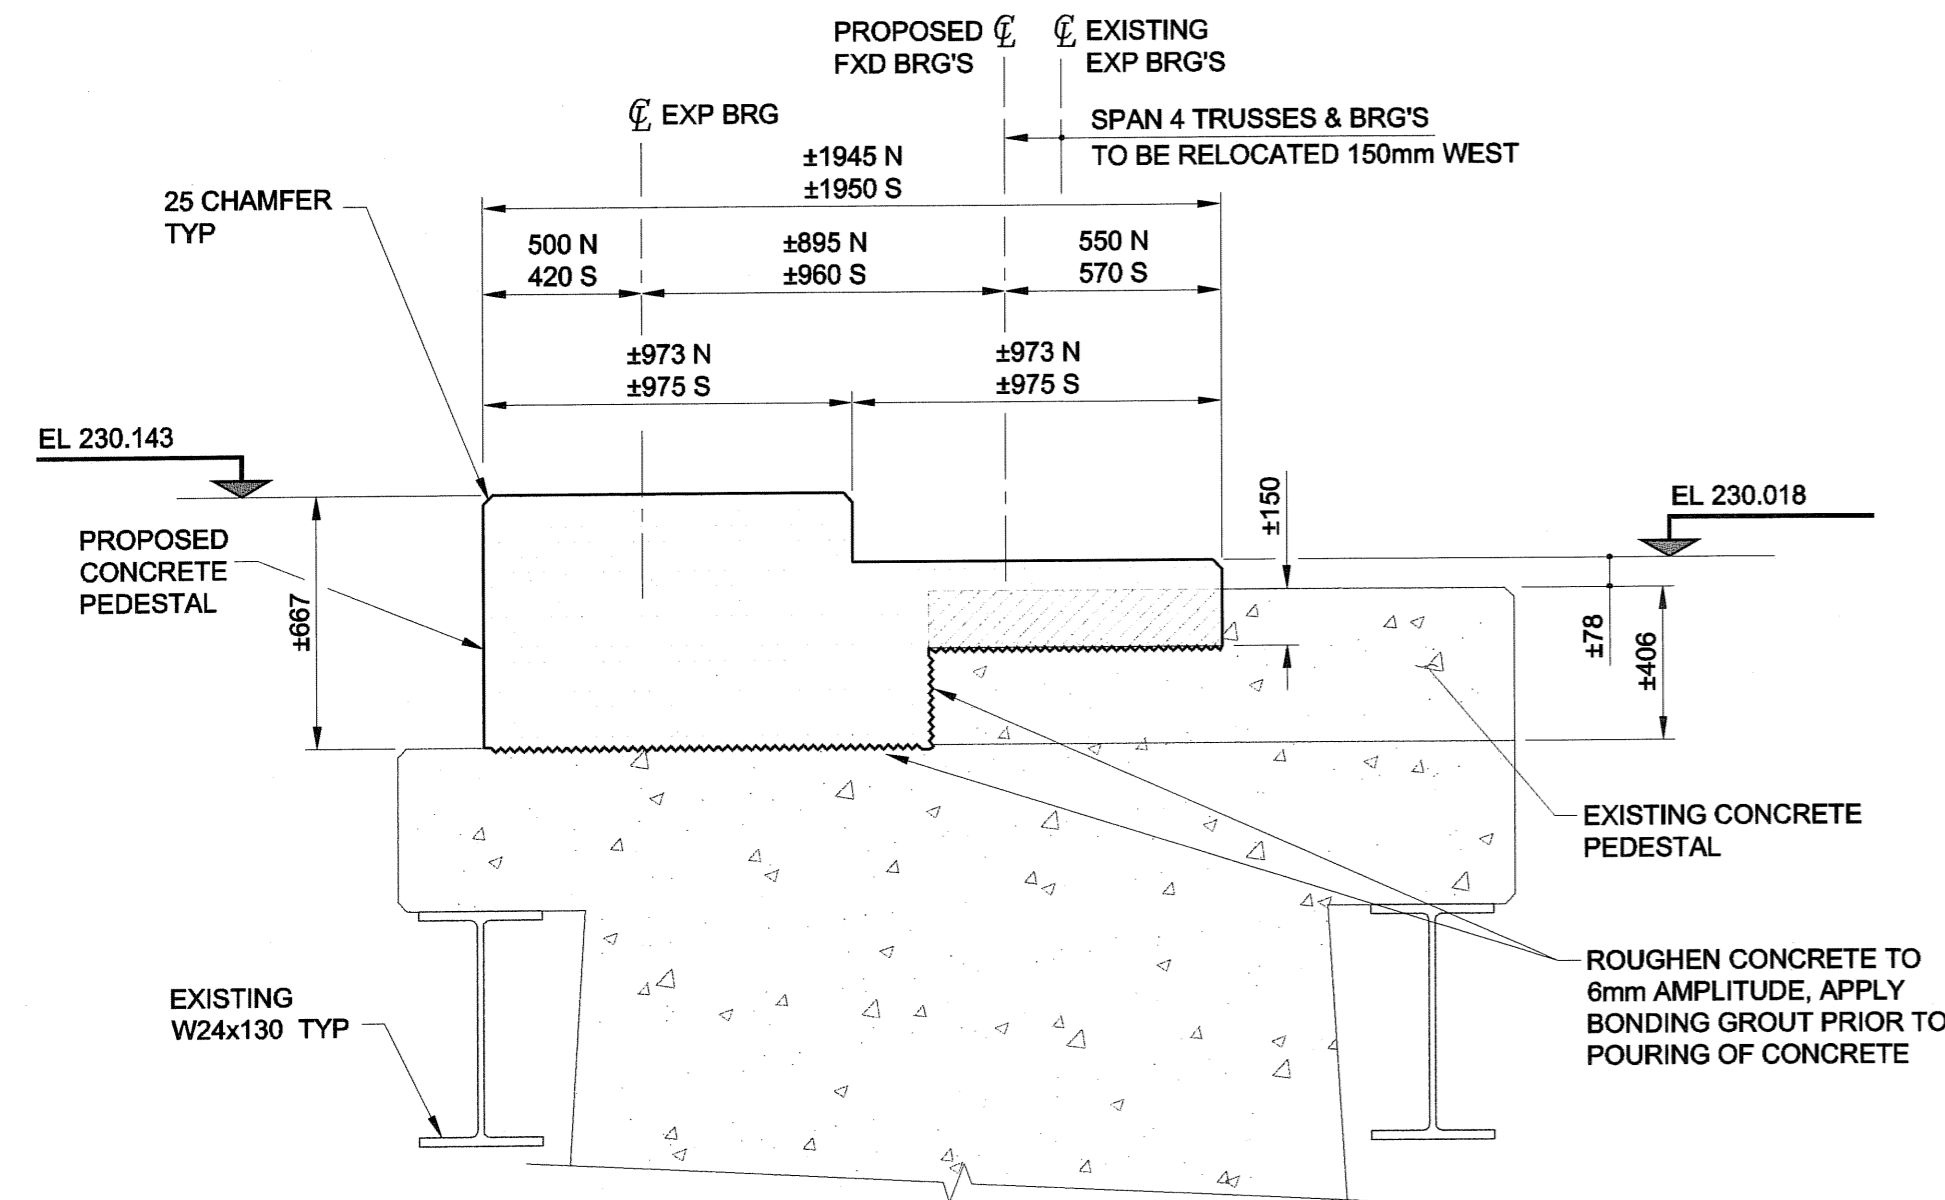 PROPOSED ℄
FXD BRG'S
℄ EXISTING
EXP BRG'S
℄ EXP BRG
SPAN 4 TRUSSES & BRG'S
TO BE RELOCATED 150mm WEST
±1945 N
±1950 S
25 CHAMFER
TYP
500 N
420 S
±895 N
±960 S
550 N
570 S
±973 N
±975 S
±973 N
±975 S
EL 230.143
EL 230.018
±150
PROPOSED
CONCRETE
PEDESTAL
±667
±78
±406
EXISTING CONCRETE
PEDESTAL
ROUGHEN CONCRETE TO
6mm AMPLITUDE, APPLY
BONDING GROUT PRIOR TO
POURING OF CONCRETE
EXISTING
W24x130 TYP